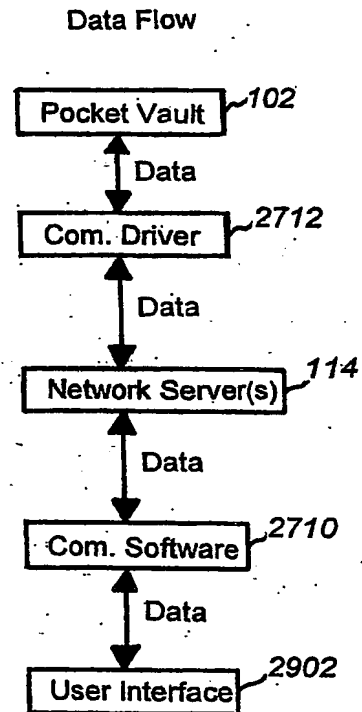 Data Flow
Pocket Vault 102
Data
Com. Driver 2712
Data
Network Server(s) 114
Data
Com. Software 2710
Data
User Interface 2902